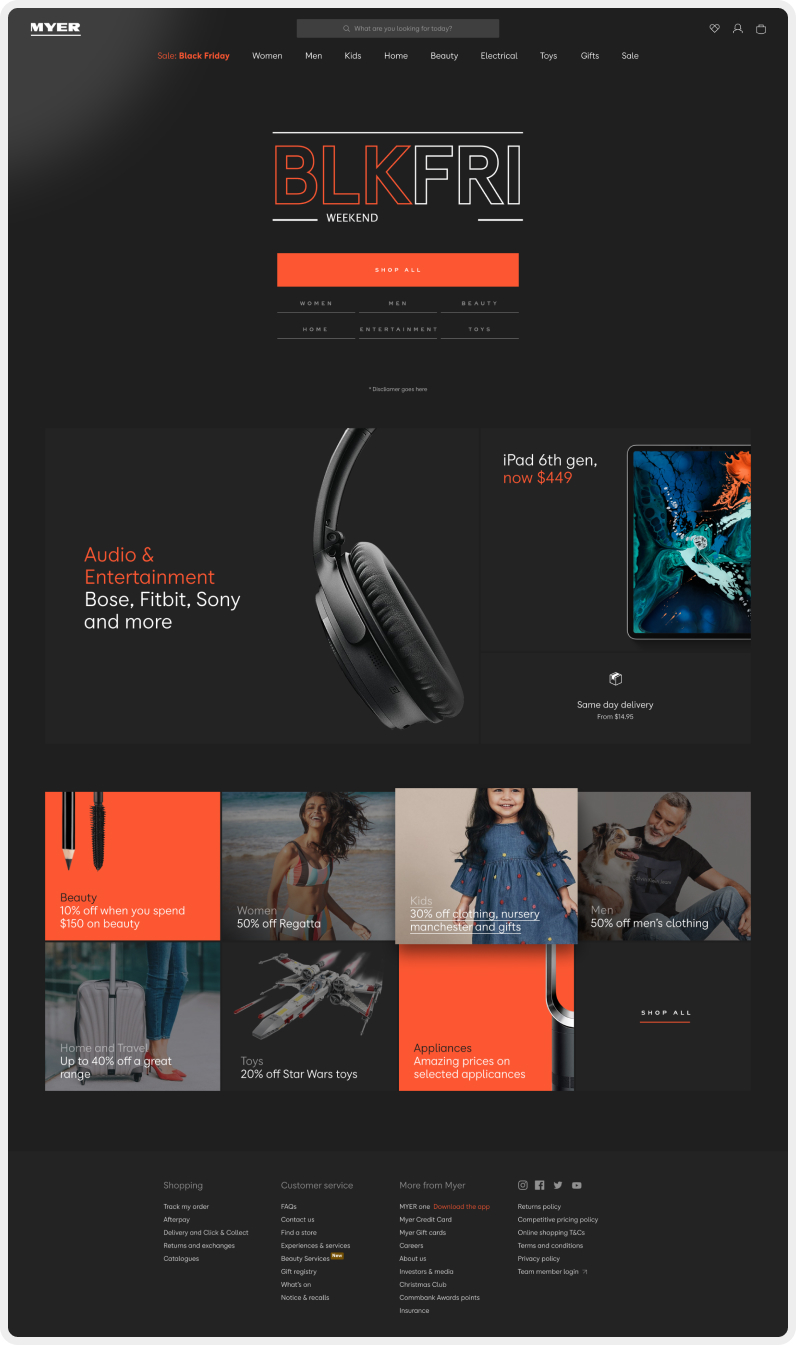 MYER
What are you looking for today?
Sale: Black Friday Women Men Kids Home Beauty Electrical Toys Gifts Sale
BLKFRI
WEEKEND
SHOP ALL
WOMEN MEN BEAUTY
HOME ENTERTAINMENT TOYS
* Disclaimer goes here
Audio &
Entertainment
Bose, Fitbit, Sony
and more
iPad 6th gen,
now $449
Same day delivery
From $14.95
Beauty
10% off when you spend
$150 on beauty
Women
50% off Regatta
Kids
30% off clothing, nursery
manchester and gifts
Men
50% off men's clothing
Home and Travel
Up to 40% off a great
range
Toys
20% off Star Wars toys
Appliances
Amazing prices on
selected applicances
SHOP ALL
Shopping
Track my order
Afterpay
Delivery and Click & Collect
Returns and exchanges
Catalogues
Customer service
FAQs
Contact us
Find a store
Experiences & services
Beauty Services New
Gift registry
What's on
Notice & recalls
More from Myer
MYER one Download the app
Myer Credit Card
Myer Gift cards
Careers
About us
Investors & media
Christmas Club
Commbank Awards points
Insurance
Returns policy
Competitive pricing policy
Online shopping T&Cs
Terms and conditions
Privacy policy
Team member login